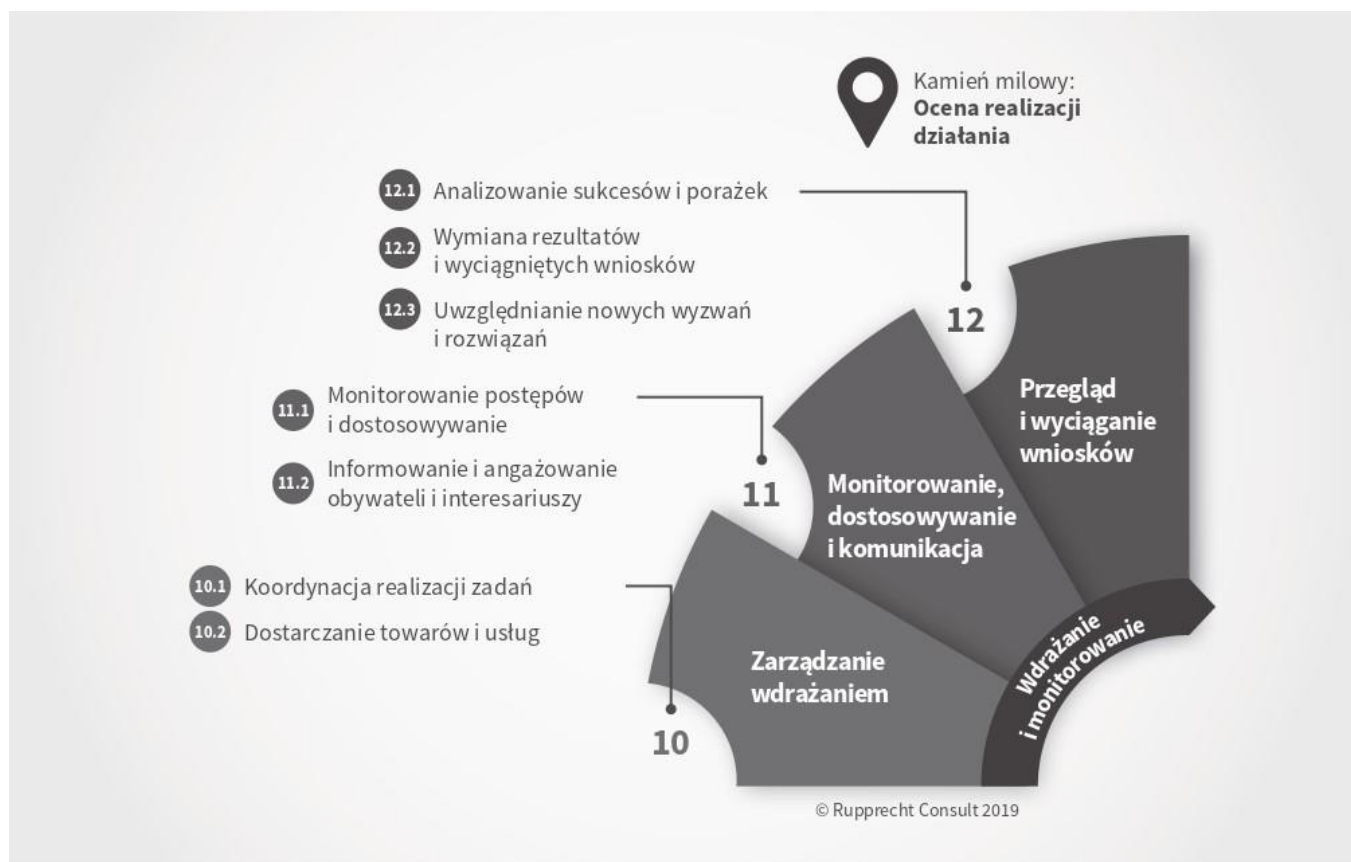 Kamień milowy:
Ocena realizacji
działania
12.1 Analizowanie sukcesów i porażek
12.2 Wymiana rezultatów
i wyciągniętych wniosków
12.3 Uwzględnianie nowych wyzwań
i rozwiązań
12
Przegląd
i wyciąganie
wniosków
11.1 Monitorowanie postępów
i dostosowywanie
11.2 Informowanie i angażowanie
obywateli i interesariuszy
11
Monitorowanie,
dostosowywanie
i komunikacja
10.1 Koordynacja realizacji zadań
10.2 Dostarczanie towarów i usług
10
Zarządzanie
wdrażaniem
Wdrażanie
i monitorowanie
© Rupprecht Consult 2019